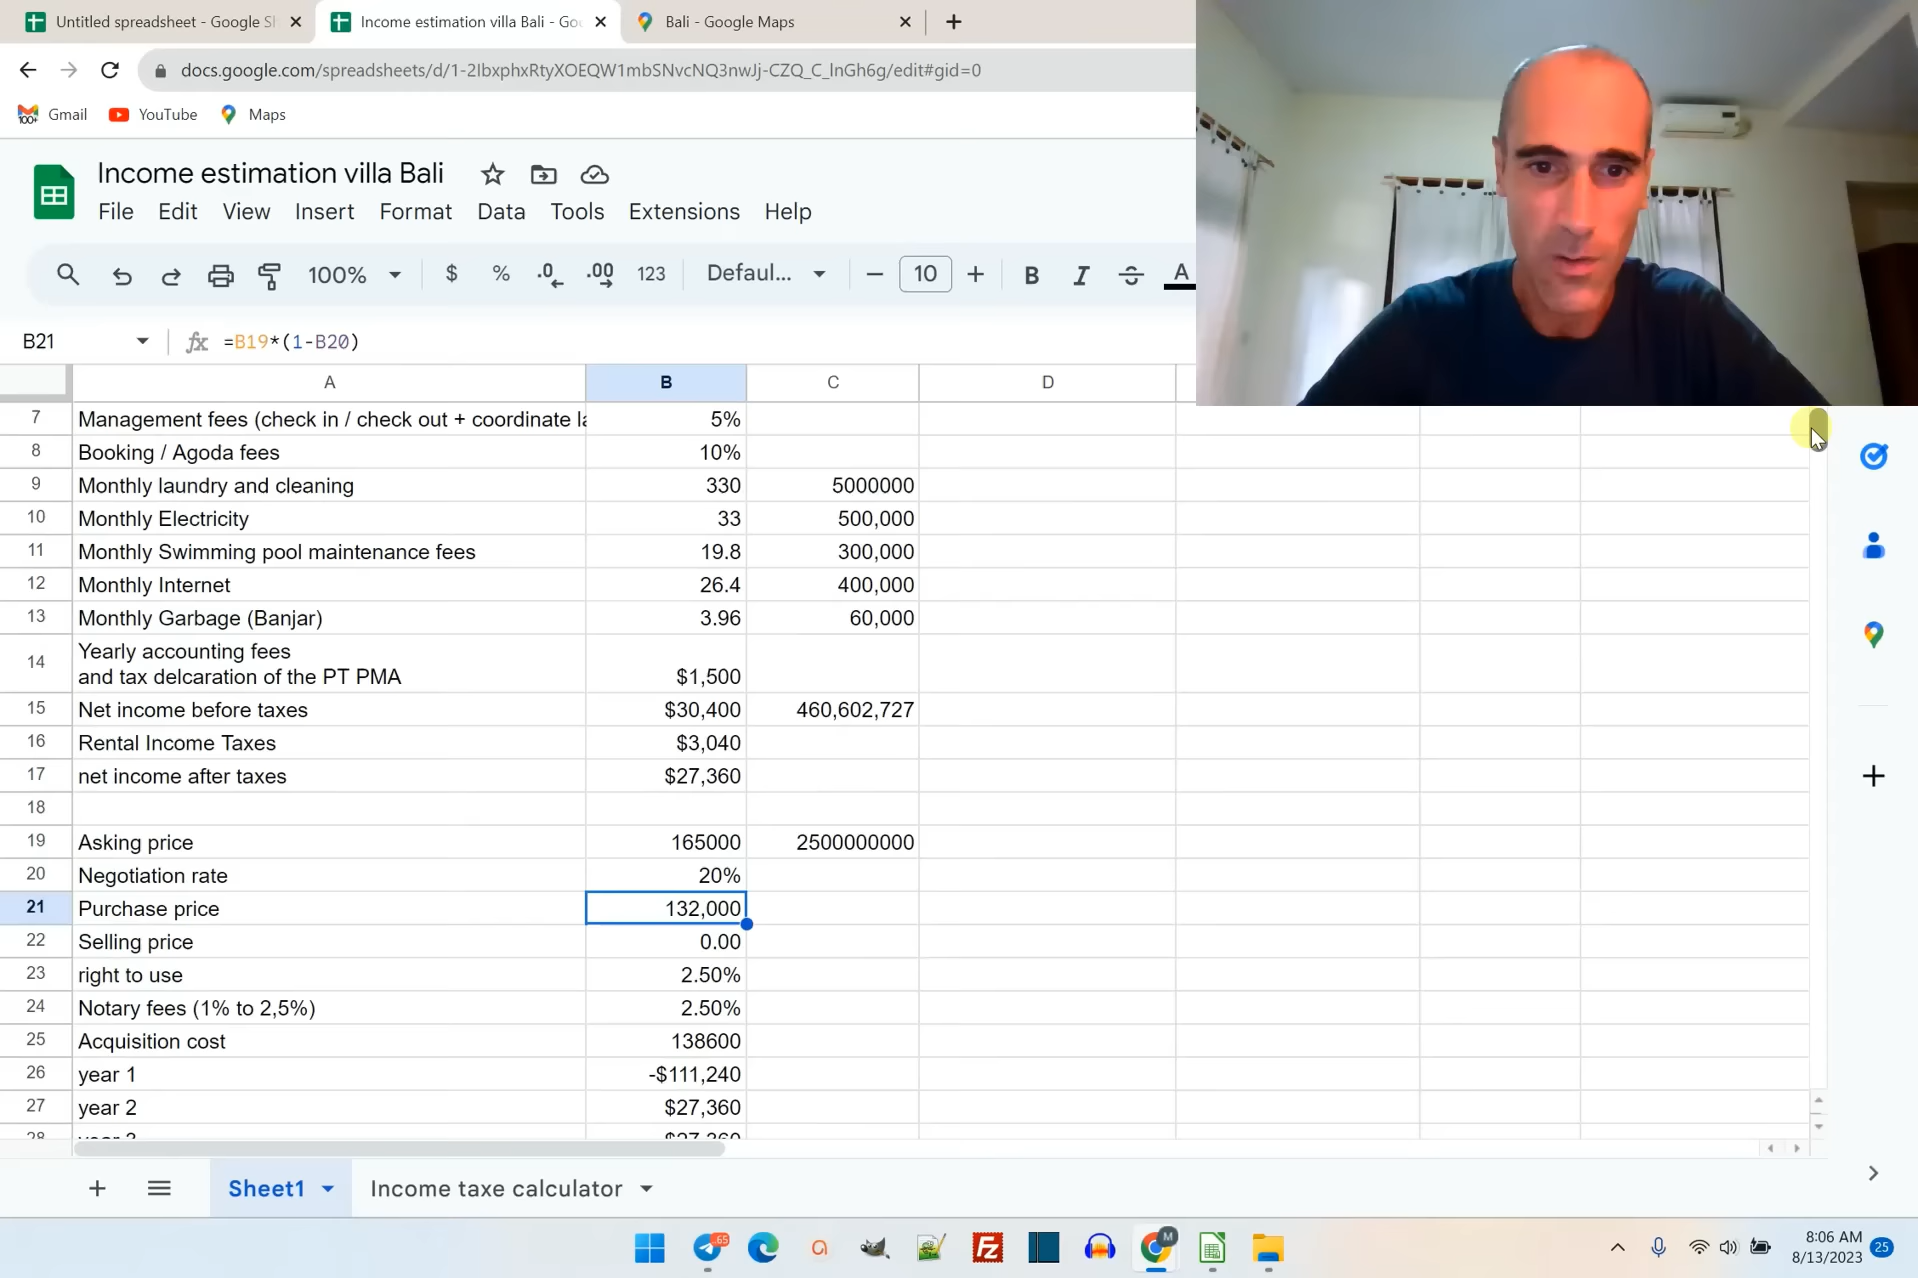 Untitled spreadsheet - Google S
Income estimation villa Bali - Goo
Bali - Google Maps
docs.google.com/spreadsheets/d/1-2IbxphxRtyXOEQW1mbSNvcNQ3nwJj-CZQ_C_lnGh6g/edit#gid=0
Gmail
YouTube
Maps
Income estimation villa Bali
File Edit View Insert Format Data Tools Extensions Help
100% $ % .0 .00 123 Defaul... 10 B I S A
B21 fx =B19*(1-B20)
A B C D
7 Management fees (check in / check out + coordinate la 5%
8 Booking / Agoda fees 10%
9 Monthly laundry and cleaning 330 5000000
10 Monthly Electricity 33 500,000
11 Monthly Swimming pool maintenance fees 19.8 300,000
12 Monthly Internet 26.4 400,000
13 Monthly Garbage (Banjar) 3.96 60,000
Yearly accounting fees
14 and tax delcaration of the PT PMA $1,500
15 Net income before taxes $30,400 460,602,727
16 Rental Income Taxes $3,040
17 net income after taxes $27,360
18
19 Asking price 165000 2500000000
20 Negotiation rate 20%
21 Purchase price 132,000
22 Selling price 0.00
23 right to use 2.50%
24 Notary fees (1% to 2,5%) 2.50%
25 Acquisition cost 138600
26 year 1 -$111,240
27 year 2 $27,360
28 year 3 $27,360
Sheet1 Income taxe calculator
8:06 AM
8/13/2023 25